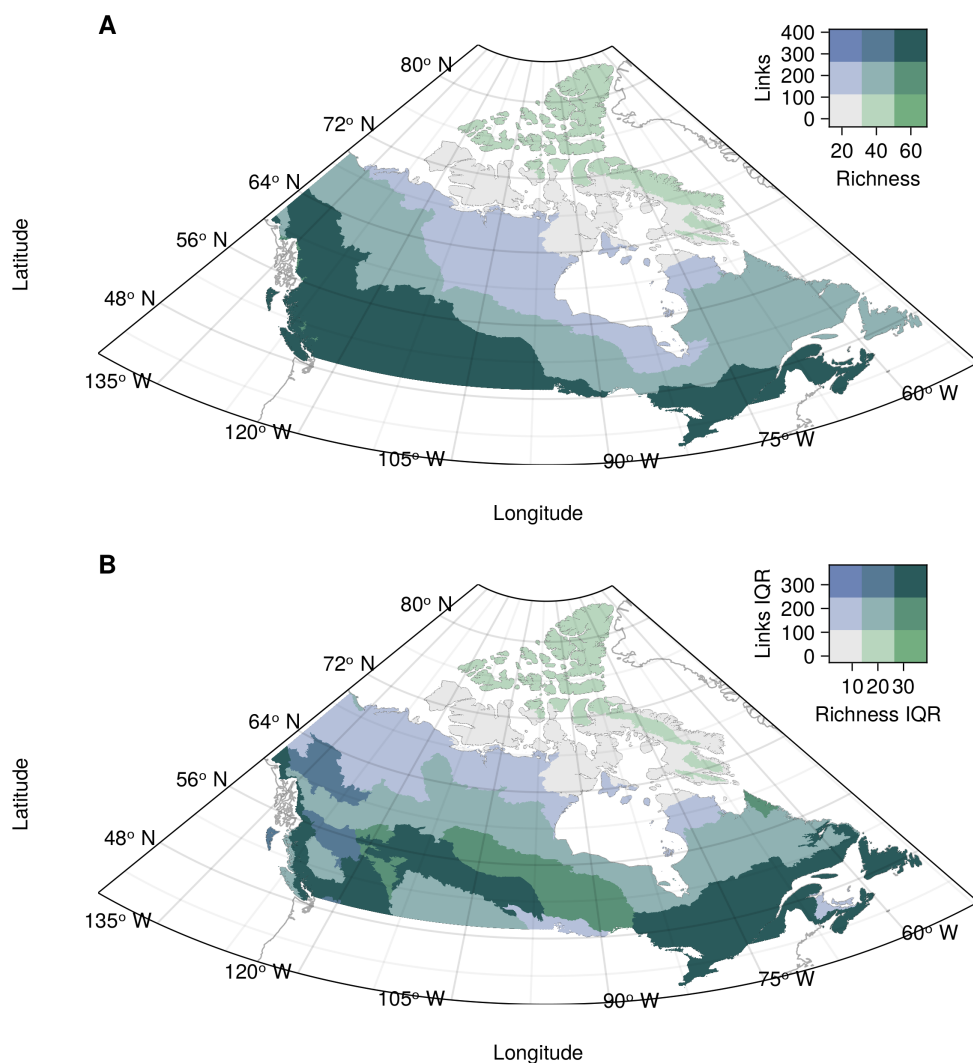 A
80° N
72° N
64° N
56° N
48° N
135° W
120° W
105° W
90° W
75° W
60° W
Latitude
Longitude
Links
400
300
200
100
0
20 40 60
Richness
B
80° N
72° N
64° N
56° N
48° N
135° W
120° W
105° W
90° W
75° W
60° W
Latitude
Longitude
Links IQR
300
200
100
0
10 20 30
Richness IQR